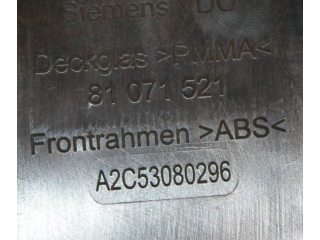 Siemens VDO
Deckglas >PMMA<
81 071 521
Frontrahmen >ABS<
A2C53080296